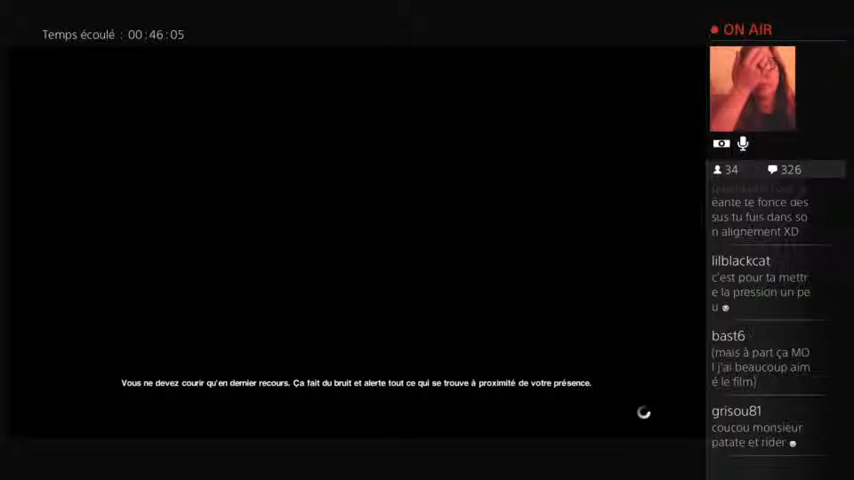 Temps écoulé : 00:46:05
ON AIR
34 326
éante te fonce des
sus tu fuis dans so
n alignement XD
lilblackcat
c'est pour ta mettr
e la pression un pe
u
bast6
(mais à part ça MO
I j'ai beaucoup aim
é le film)
grisou81
coucou monsieur
patate et rider
Vous ne devez courir qu'en dernier recours. Ça fait du bruit et alerte tout ce qui se trouve à proximité de votre présence.